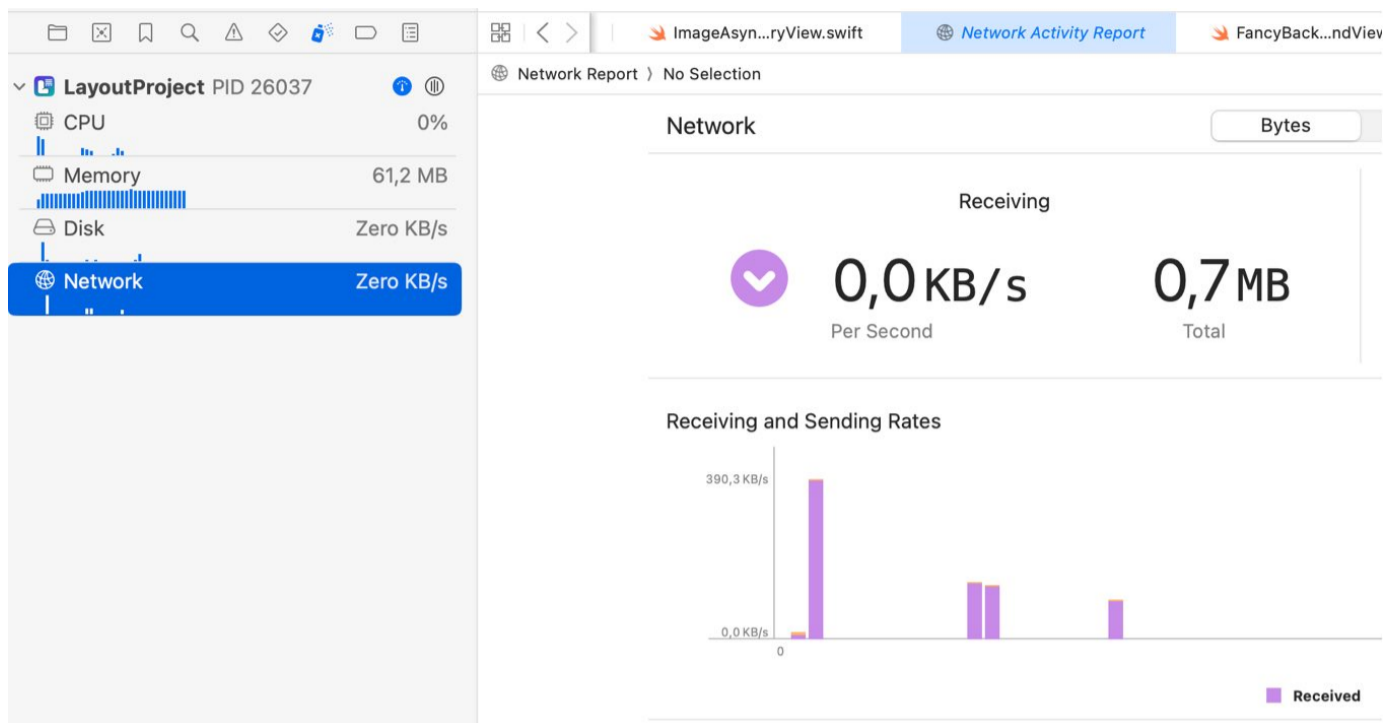 ImageAsyn...ryView.swift
Network Activity Report
FancyBack...ndView
Network Report 〉 No Selection
LayoutProject PID 26037
CPU 0%
Memory 61,2 MB
Disk Zero KB/s
Network Zero KB/s
Network
Bytes
Receiving
0,0 KB/s
Per Second
0,7 MB
Total
Receiving and Sending Rates
390,3 KB/s
0,0 KB/s
0
Received